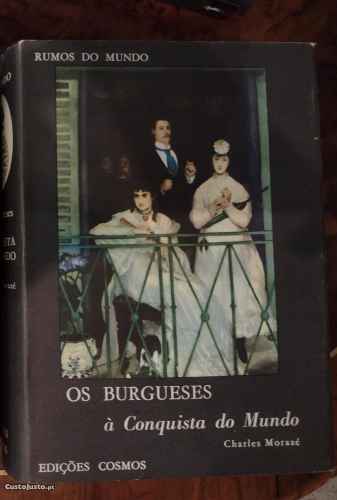 RUMOS DO MUNDO
OS BURGUESES
à Conquista do Mundo
Charles Morazé
EDIÇÕES COSMOS
CustoJusto.pt